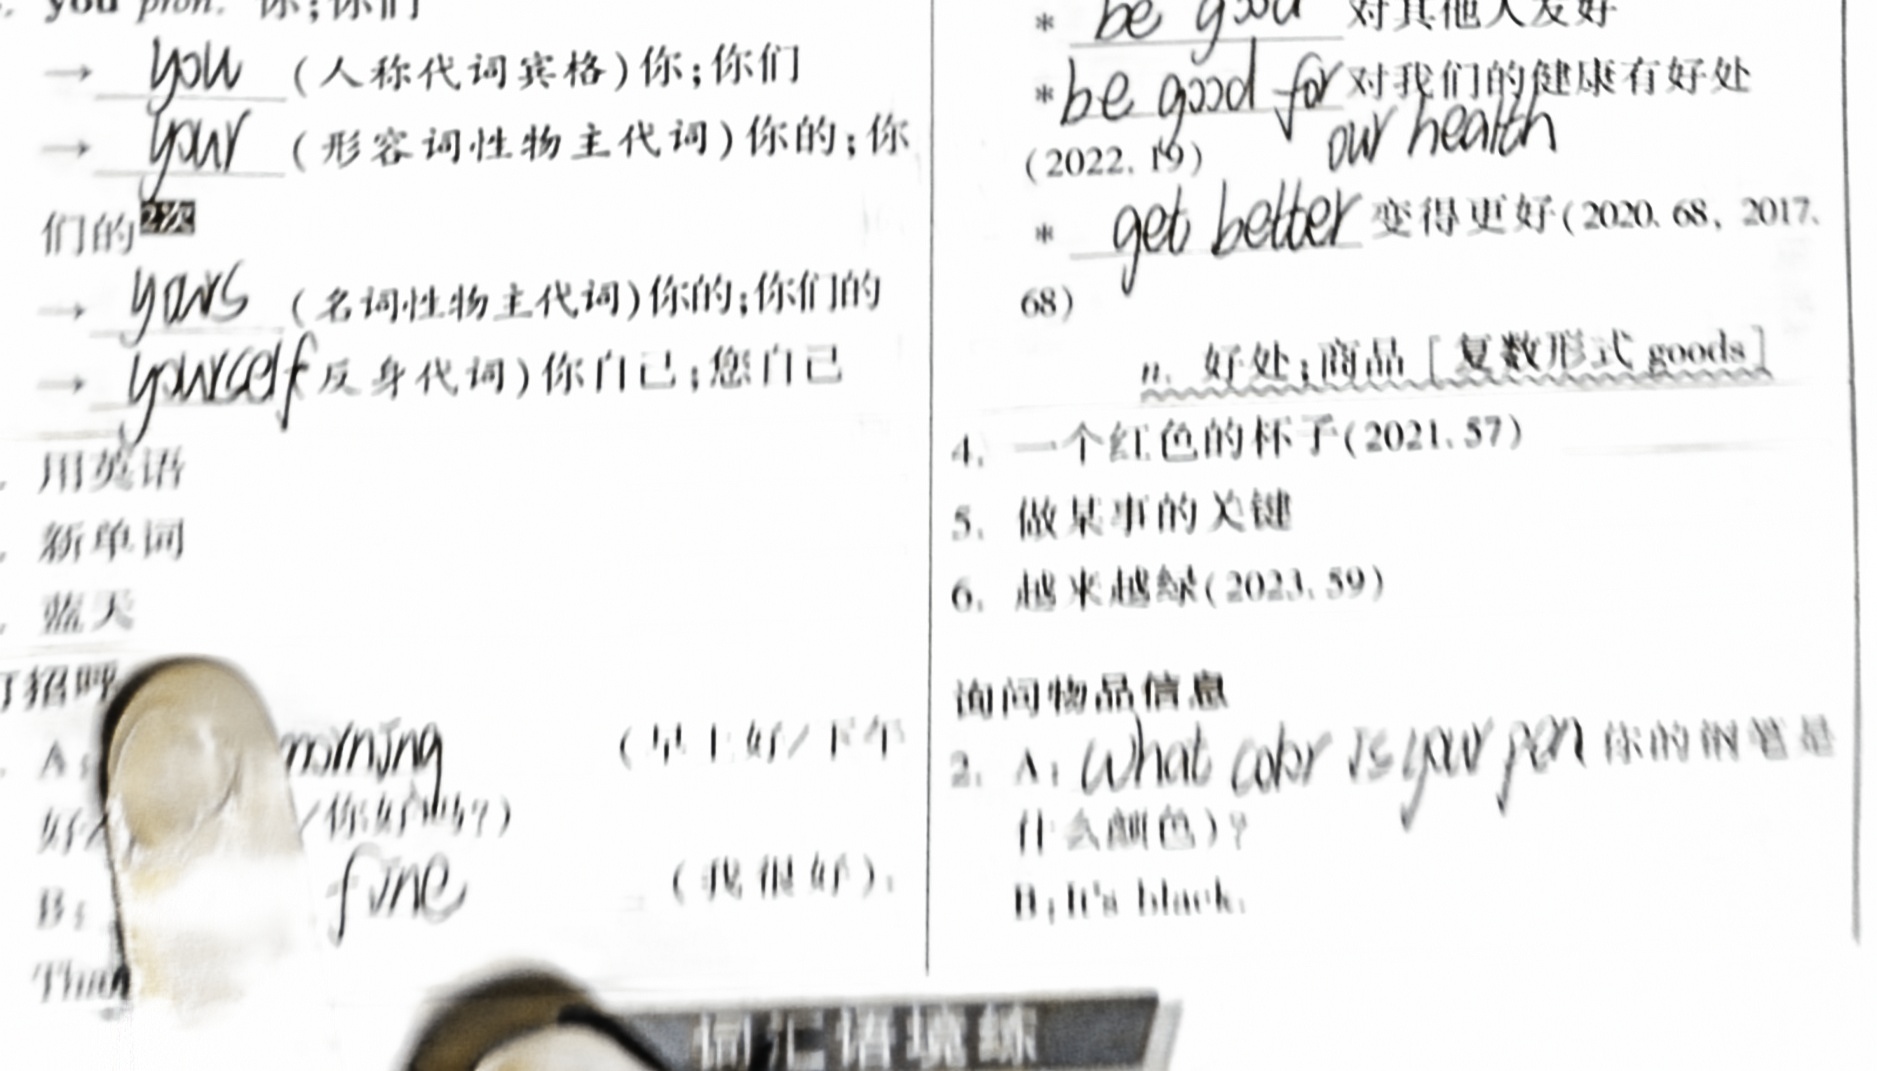 you pron. 你;你们
→ you (人称代词宾格)你;你们
→ your (形容词性物主代词)你的;你
们的 2次
→ yours (名词性物主代词)你的;你们的
→ yourself 反身代词)你自己;您自己
用英语
新单词
蓝天
打招呼
A: morning (早上好/下午
好 /你好吗?)
B: fine (我很好).
* be good 对其他人友好
* be good for 对我们的健康有好处
our health
(2022. 19)
* get better 变得更好(2020. 68, 2017.
68)
n. 好处;商品[复数形式 goods]
4. 一个红色的杯子(2021. 57)
5. 做某事的关键
6. 越来越绿(2023. 59)
询问物品信息
2. A: What color is your pen 你的钢笔是
什么颜色)?
B: It's black.
词汇语境练